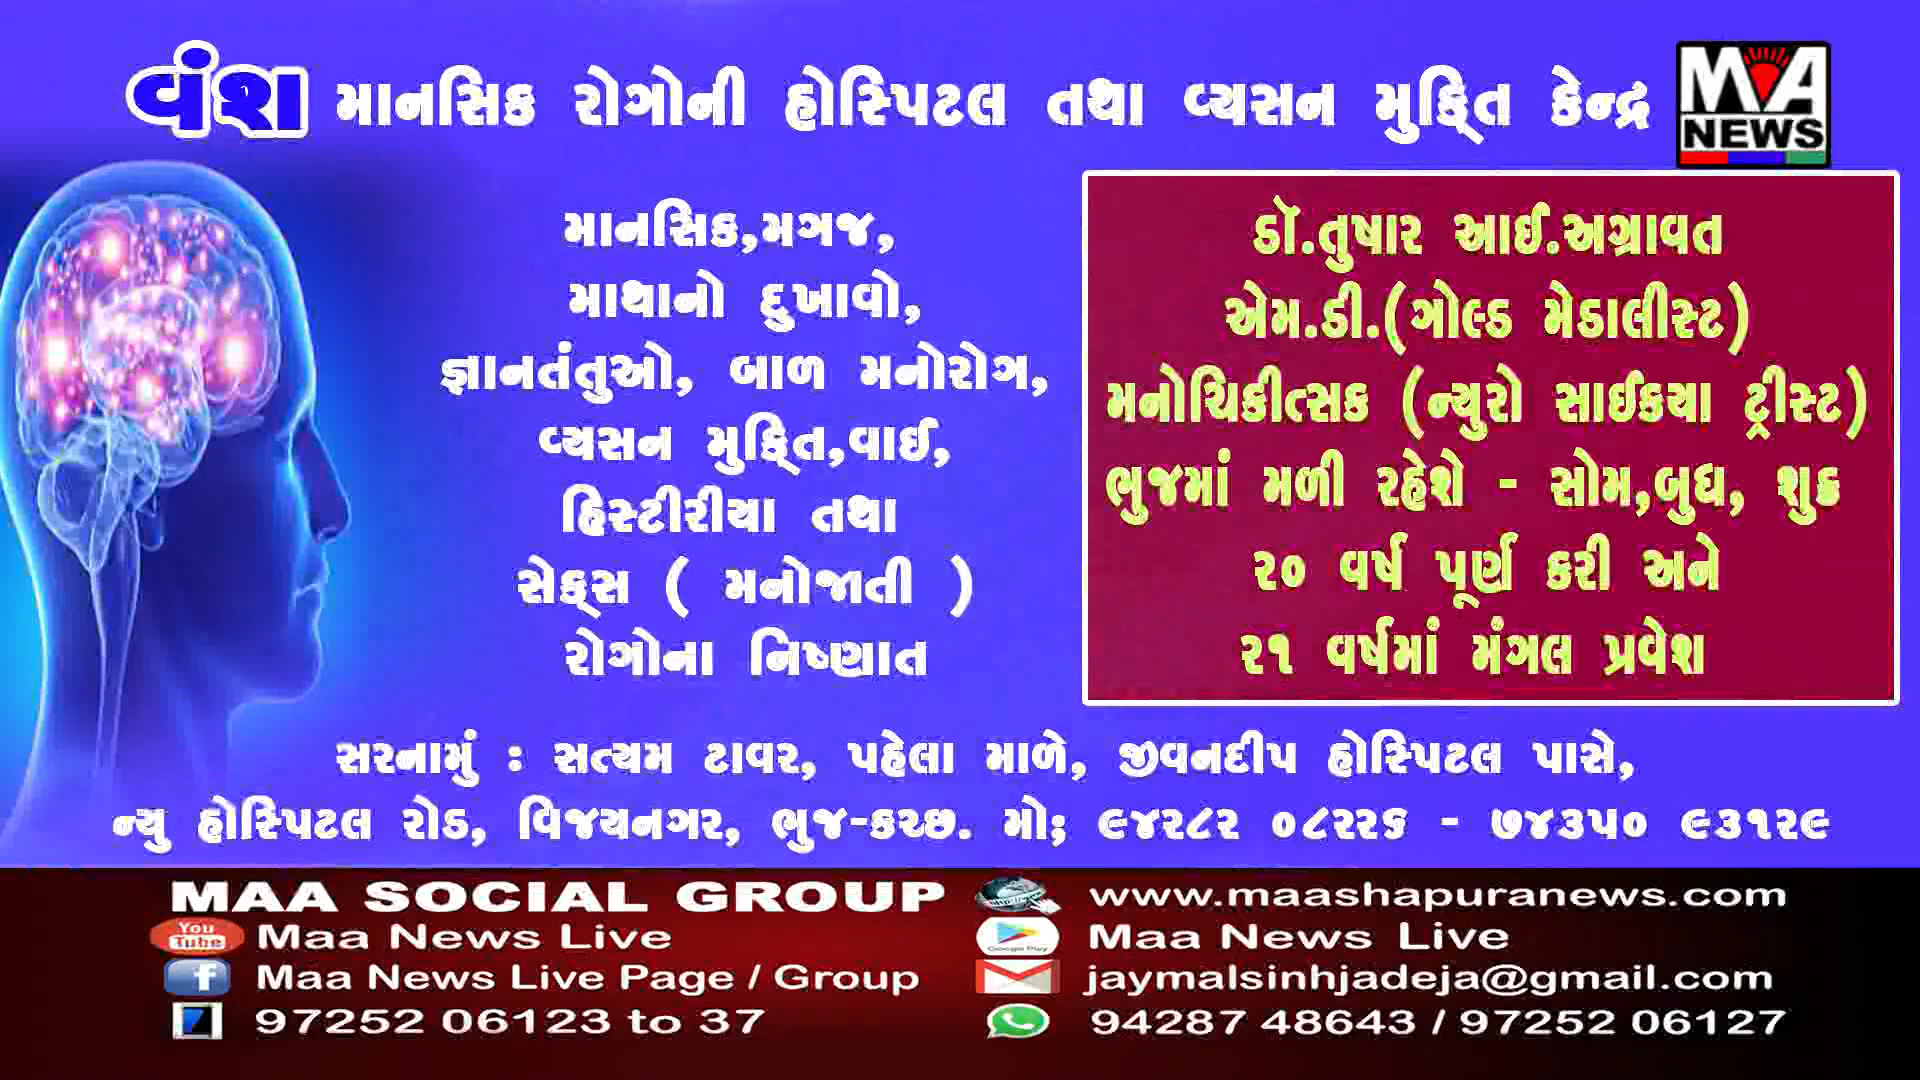 વંશ માનસિક રોગોની હોસ્પિટલ તથા વ્યસન મુક્તિ કેન્દ્ર
MAA NEWS
માનસિક,મગજ,
માથાનો દુખાવો,
જ્ઞાનતંતુઓ, બાળ મનોરોગ,
વ્યસન મુક્તિ,વાઈ,
હિસ્ટીરીયા તથા
સેક્સ ( મનોજાતી )
રોગોના નિષ્ણાત
ડૉ.તુષાર આઈ.અગ્રાવત
એમ.ડી.(ગોલ્ડ મેડાલીસ્ટ)
મનોચિકીત્સક (ન્યુરો સાઈકયા ટ્રીસ્ટ)
ભુજમાં મળી રહેશે - સોમ,બુધ, શુક્ર
૨૦ વર્ષ પૂર્ણ કરી અને
૨૧ વર્ષમાં મંગલ પ્રવેશ
સરનામું : સત્યમ ટાવર, પહેલા માળે, જીવનદીપ હોસ્પિટલ પાસે,
ન્યુ હોસ્પિટલ રોડ, વિજયનગર, ભુજ-કચ્છ. મો; ૯૪૨૮૨ ૦૮૨૨૬ - ૭૪૩૫૦ ૯૩૧૨૯
MAA SOCIAL GROUP
You Tube Maa News Live
f Maa News Live Page / Group
97252 06123 to 37
www.maashapuranews.com
Google Play Maa News Live
jaymalsinhjadeja@gmail.com
94287 48643 / 97252 06127